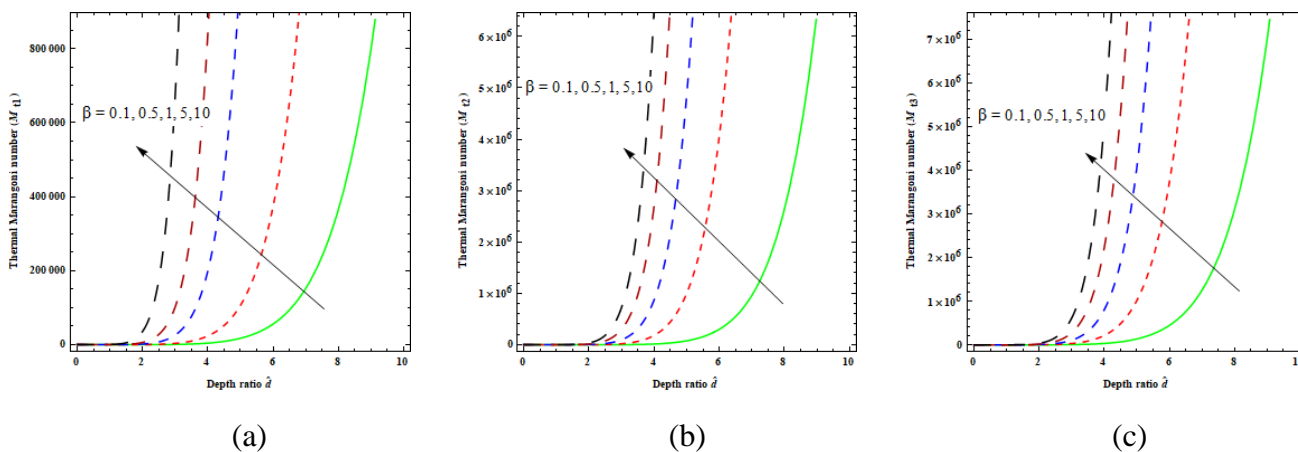 800 000
600 000
400 000
200 000
0
Thermal Marangoni number (M t1)
β = 0.1, 0.5, 1, 5, 10
0 2 4 6 8 10
Depth ratio d̂
(a)
6×10⁶
5×10⁶
4×10⁶
3×10⁶
2×10⁶
1×10⁶
0
Thermal Marangoni number (M t2)
β = 0.1, 0.5, 1, 5, 10
0 2 4 6 8 10
Depth ratio d̂
(b)
7×10⁶
6×10⁶
5×10⁶
4×10⁶
3×10⁶
2×10⁶
1×10⁶
0
Thermal Marangoni number (M t3)
β = 0.1, 0.5, 1, 5, 10
0 2 4 6 8
Depth ratio d̂
(c)